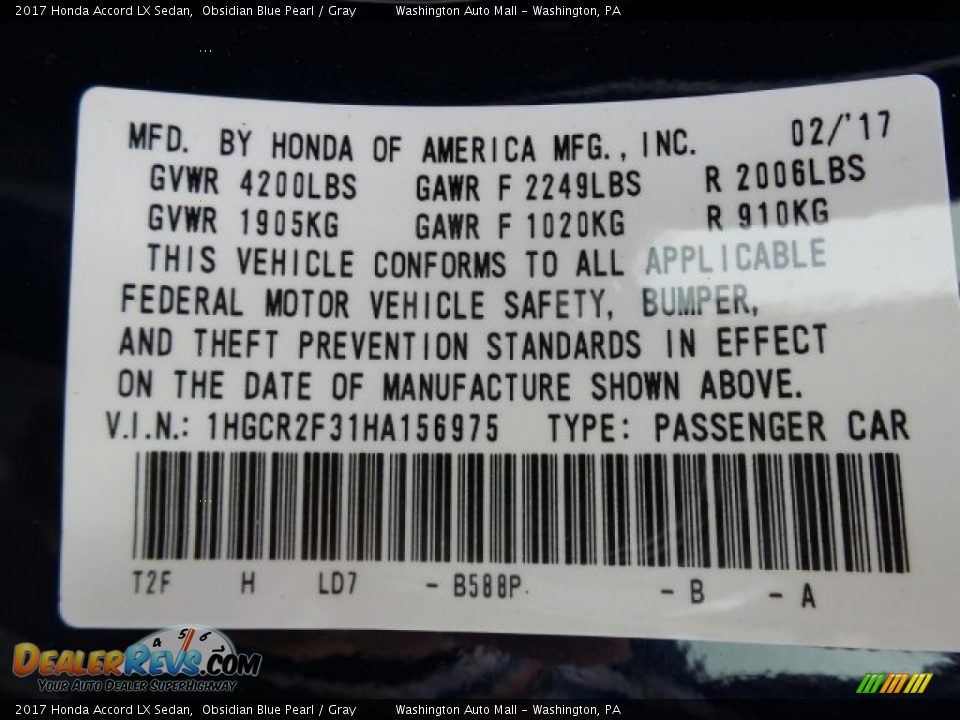 2017 Honda Accord LX Sedan, Obsidian Blue Pearl / Gray Washington Auto Mall - Washington, PA
MFD. BY HONDA OF AMERICA MFG., INC. 02/'17
GVWR 4200LBS GAWR F 2249LBS R 2006LBS
GVWR 1905KG GAWR F 1020KG R 910KG
THIS VEHICLE CONFORMS TO ALL APPLICABLE
FEDERAL MOTOR VEHICLE SAFETY, BUMPER,
AND THEFT PREVENTION STANDARDS IN EFFECT
ON THE DATE OF MANUFACTURE SHOWN ABOVE.
V.I.N.: 1HGCR2F31HA156975 TYPE: PASSENGER CAR
T2F H LD7 - B588P. - B - A
4 5 6
DEALERREVS.COM
YOUR AUTO DEALER SUPERHIGHWAY
2017 Honda Accord LX Sedan, Obsidian Blue Pearl / Gray Washington Auto Mall - Washington, PA